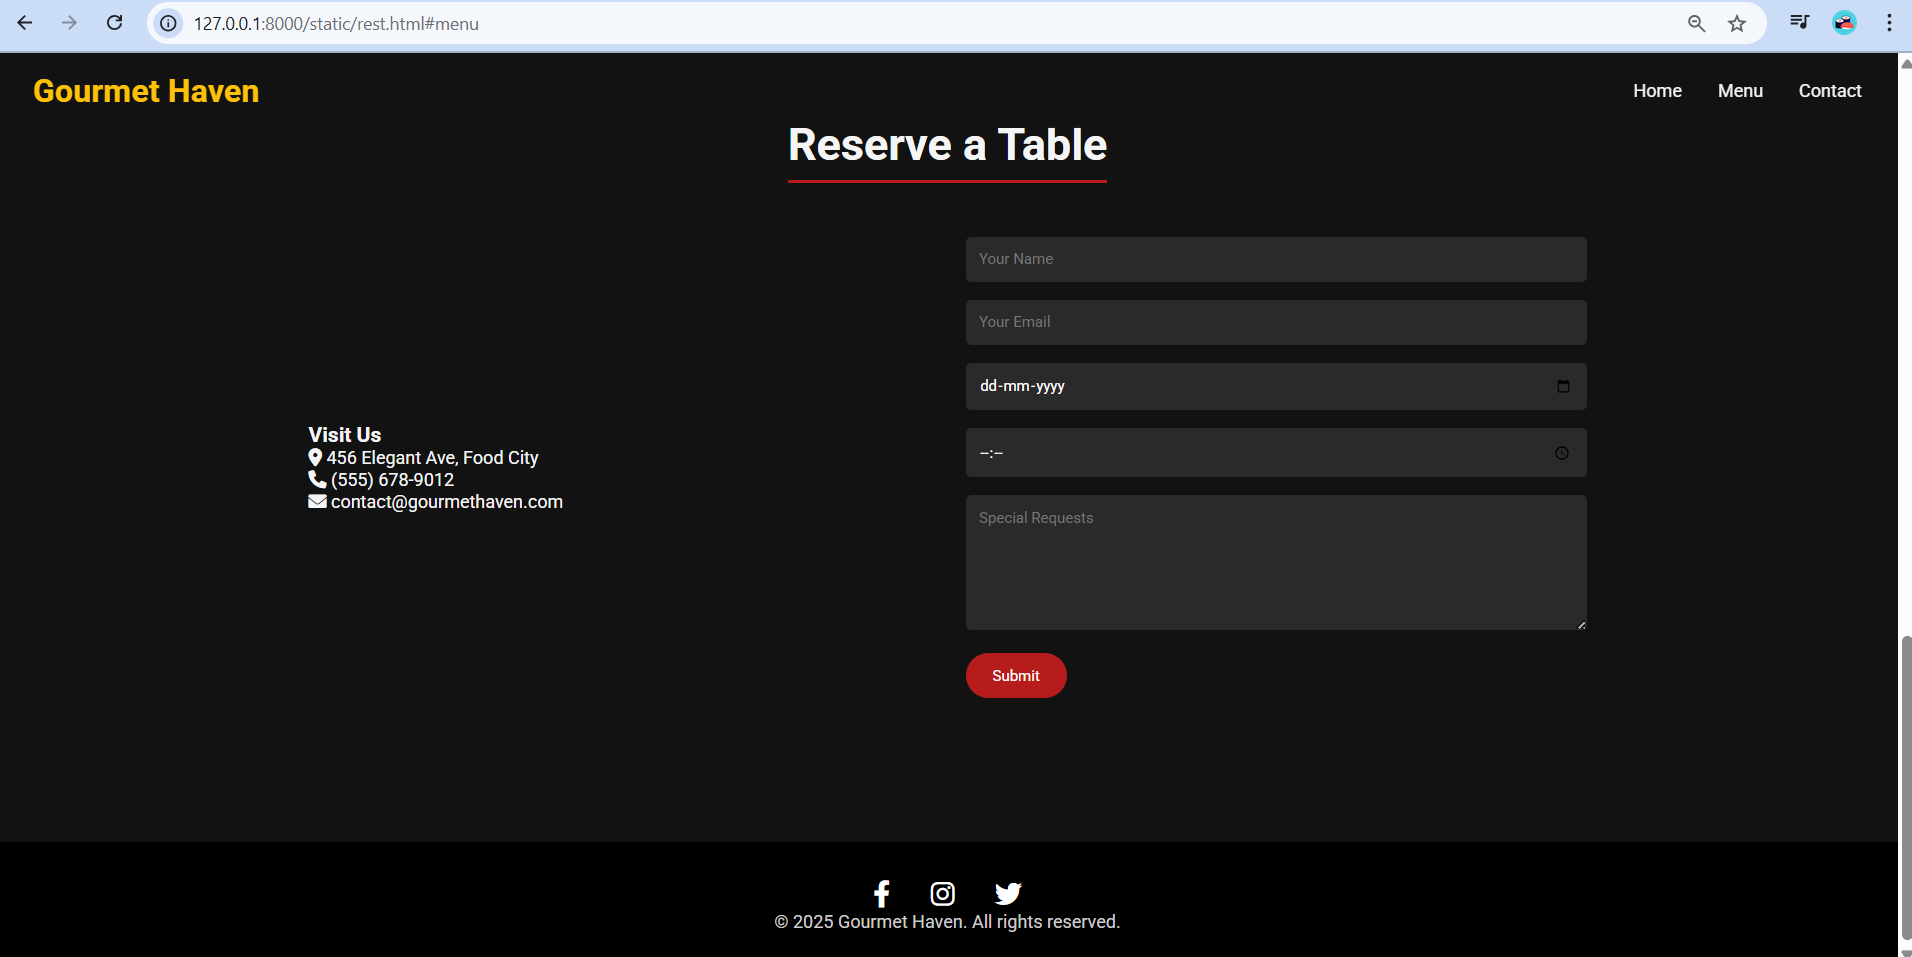 127.0.0.1:8000/static/rest.html#menu
Gourmet Haven
Home Menu Contact
Reserve a Table
Your Name
Your Email
dd-mm-yyyy
--:--
Visit Us
456 Elegant Ave, Food City
(555) 678-9012
contact@gourmethaven.com
Special Requests
Submit
© 2025 Gourmet Haven. All rights reserved.